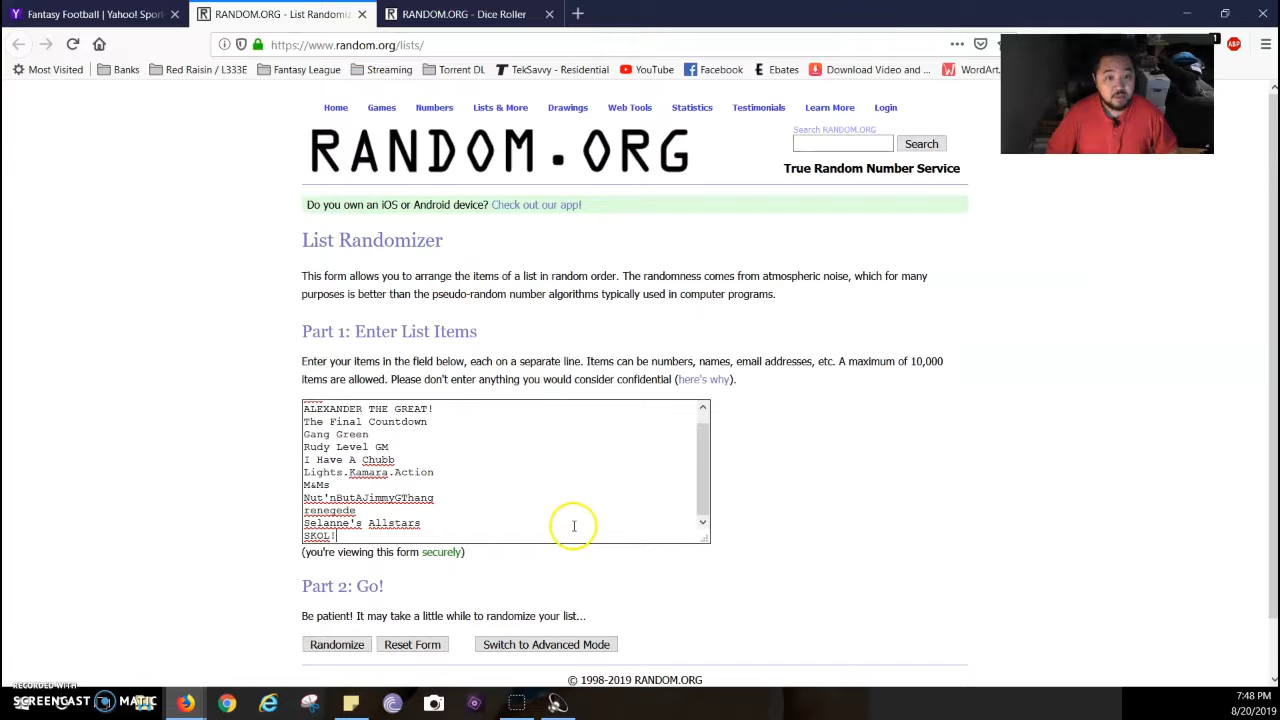 Fantasy Football | Yahoo! Sport
RANDOM.ORG - List Randomiz
RANDOM.ORG - Dice Roller
https://www.random.org/lists/
ABP
Most Visited
Banks
Red Raisin / L333E
Fantasy League
Streaming
Torrent DL
TekSavvy - Residential
YouTube
Facebook
Ebates
Download Video and ...
WordArt.
Home Games Numbers Lists & More Drawings Web Tools Statistics Testimonials Learn More Login
RANDOM.ORG
Search RANDOM.ORG
Search
True Random Number Service
Do you own an iOS or Android device? Check out our app!
List Randomizer
This form allows you to arrange the items of a list in random order. The randomness comes from atmospheric noise, which for many
purposes is better than the pseudo-random number algorithms typically used in computer programs.
Part 1: Enter List Items
Enter your items in the field below, each on a separate line. Items can be numbers, names, email addresses, etc. A maximum of 10,000
items are allowed. Please don't enter anything you would consider confidential (here's why).
ALEXANDER THE GREAT!
The Final Countdown
Gang Green
Rudy Level GM
I Have A Chubb
Lights.Kamara.Action
M&Ms
Nut'nButAJimmyGThang
renegede
Selanne's Allstars
SKOL!
(you're viewing this form securely)
Part 2: Go!
Be patient! It may take a little while to randomize your list...
Randomize
Reset Form
Switch to Advanced Mode
© 1998-2019 RANDOM.ORG
RECORDED WITH
SCREENCAST MATIC
7:48 PM
8/20/2019